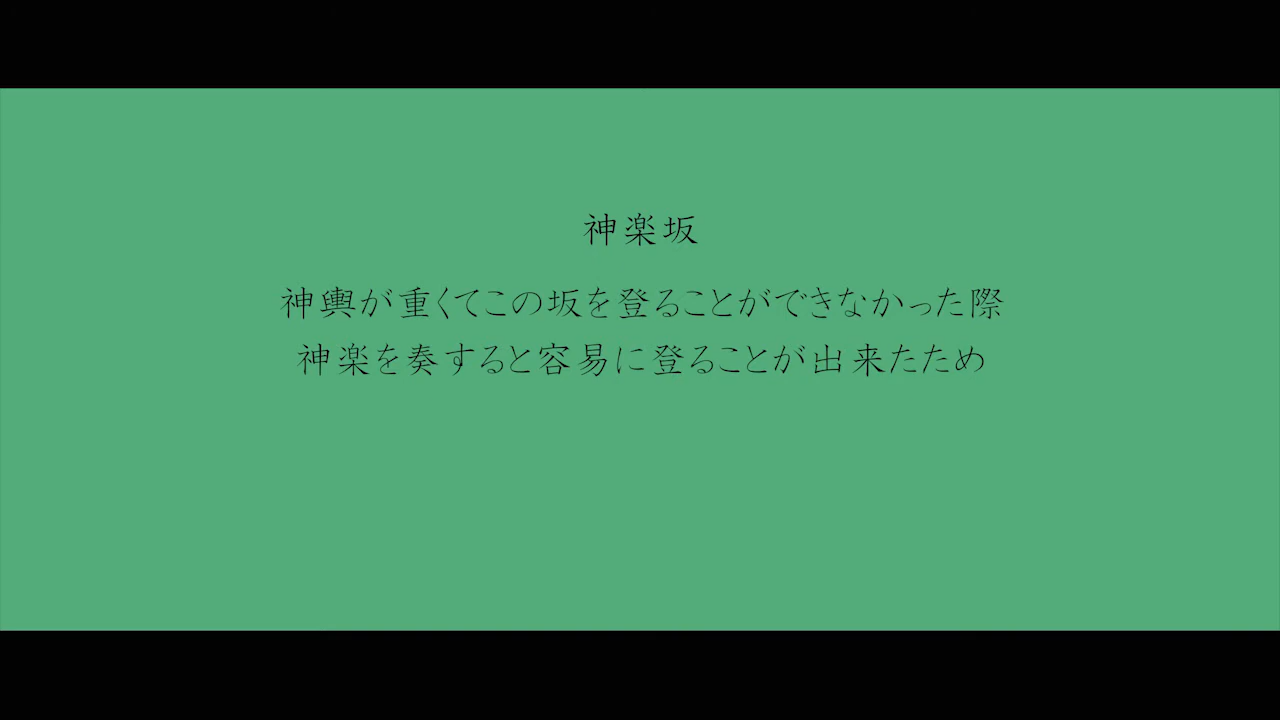 神楽坂
神輿が重くてこの坂を登ることができなかった際
神楽を奏すると容易に登ることが出来たため